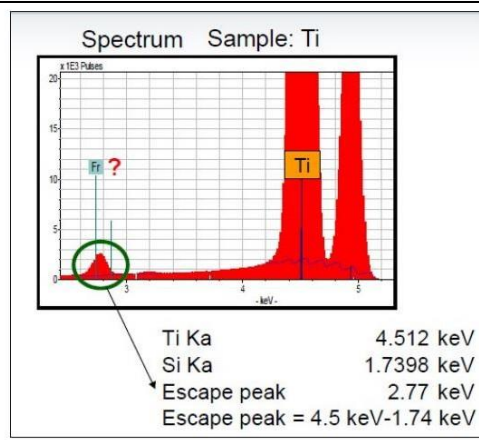 Spectrum Sample: Ti
x 1E3 Pulses
20
15
10
5
0
Fr ?
Ti
3 4 5
- keV -
Ti Ka 4.512 keV
Si Ka 1.7398 keV
Escape peak 2.77 keV
Escape peak = 4.5 keV-1.74 keV